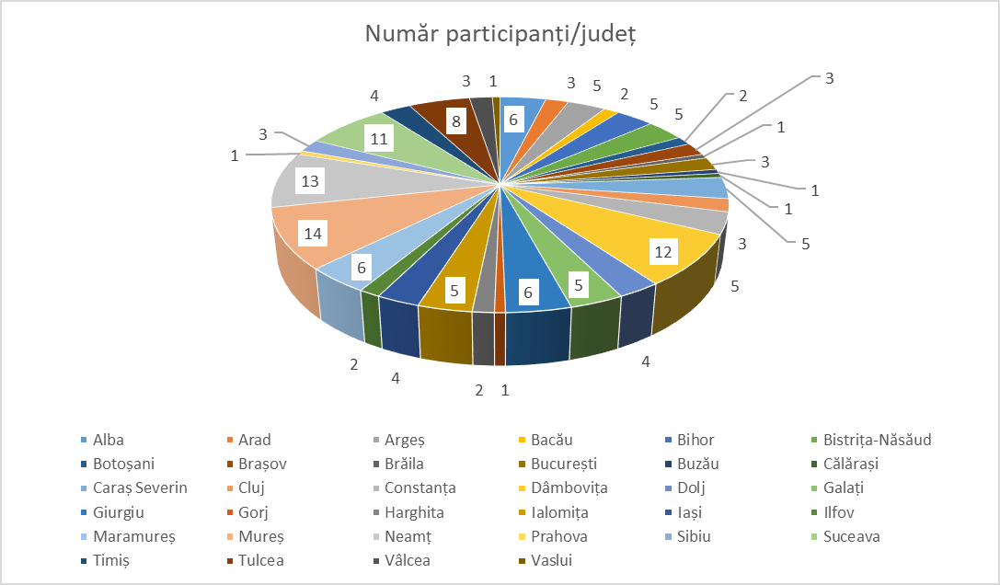 Număr participanți/județ
3 1 3 5 2 5 5 2 3 1 3 1 1 5 3 5
6 12 4 5 6 1 2 5 4 2 6 14 13 1 3 11 4 8
Alba Arad Argeș Bacău Bihor Bistrița-Năsăud
Botoșani Brașov Brăila București Buzău Călărași
Caraș Severin Cluj Constanța Dâmbovița Dolj Galați
Giurgiu Gorj Harghita Ialomița Iași Ilfov
Maramureș Mureș Neamț Prahova Sibiu Suceava
Timiș Tulcea Vâlcea Vaslui